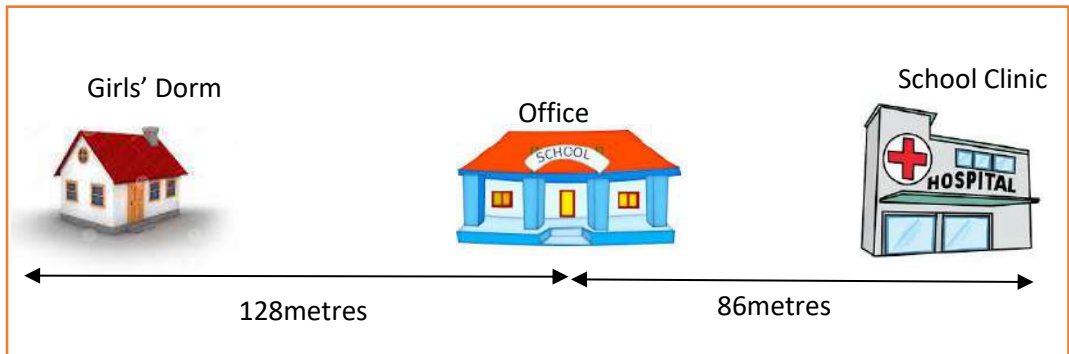 Girls’ Dorm
School Clinic
Office
SCHOOL
HOSPITAL
128metres
86metres